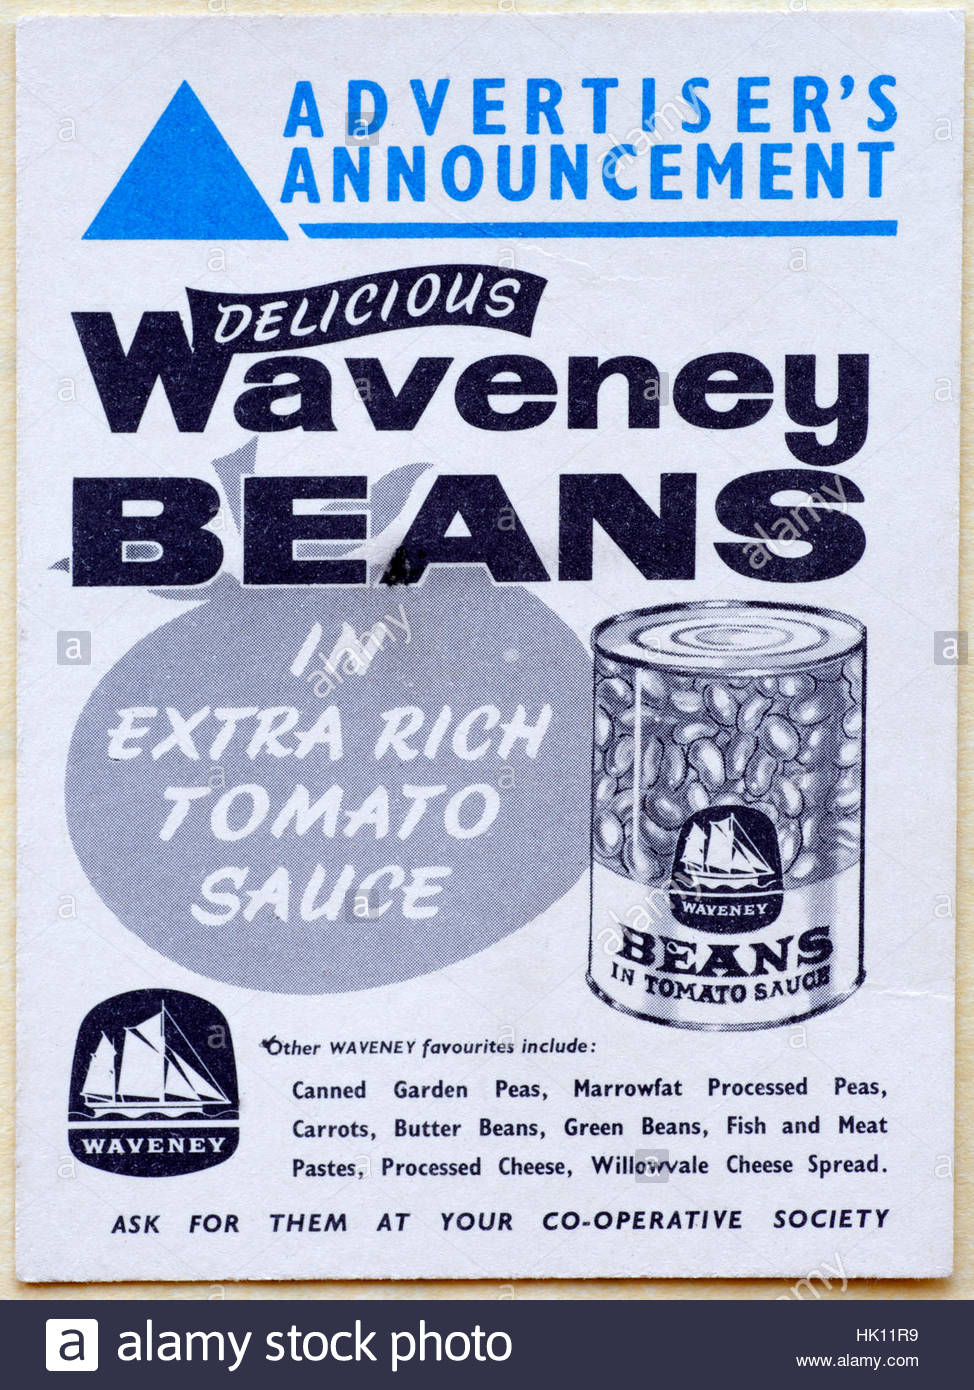 ADVERTISER'S
ANNOUNCEMENT
DELICIOUS
Waveney
BEANS
IN
EXTRA RICH
TOMATO
SAUCE
WAVENEY
BEANS
IN TOMATO SAUCE
WAVENEY
Other WAVENEY favourites include:
Canned Garden Peas, Marrowfat Processed Peas,
Carrots, Butter Beans, Green Beans, Fish and Meat
Pastes, Processed Cheese, Willowvale Cheese Spread.
ASK FOR THEM AT YOUR CO-OPERATIVE SOCIETY
a alamy stock photo
HK11R9
www.alamy.com